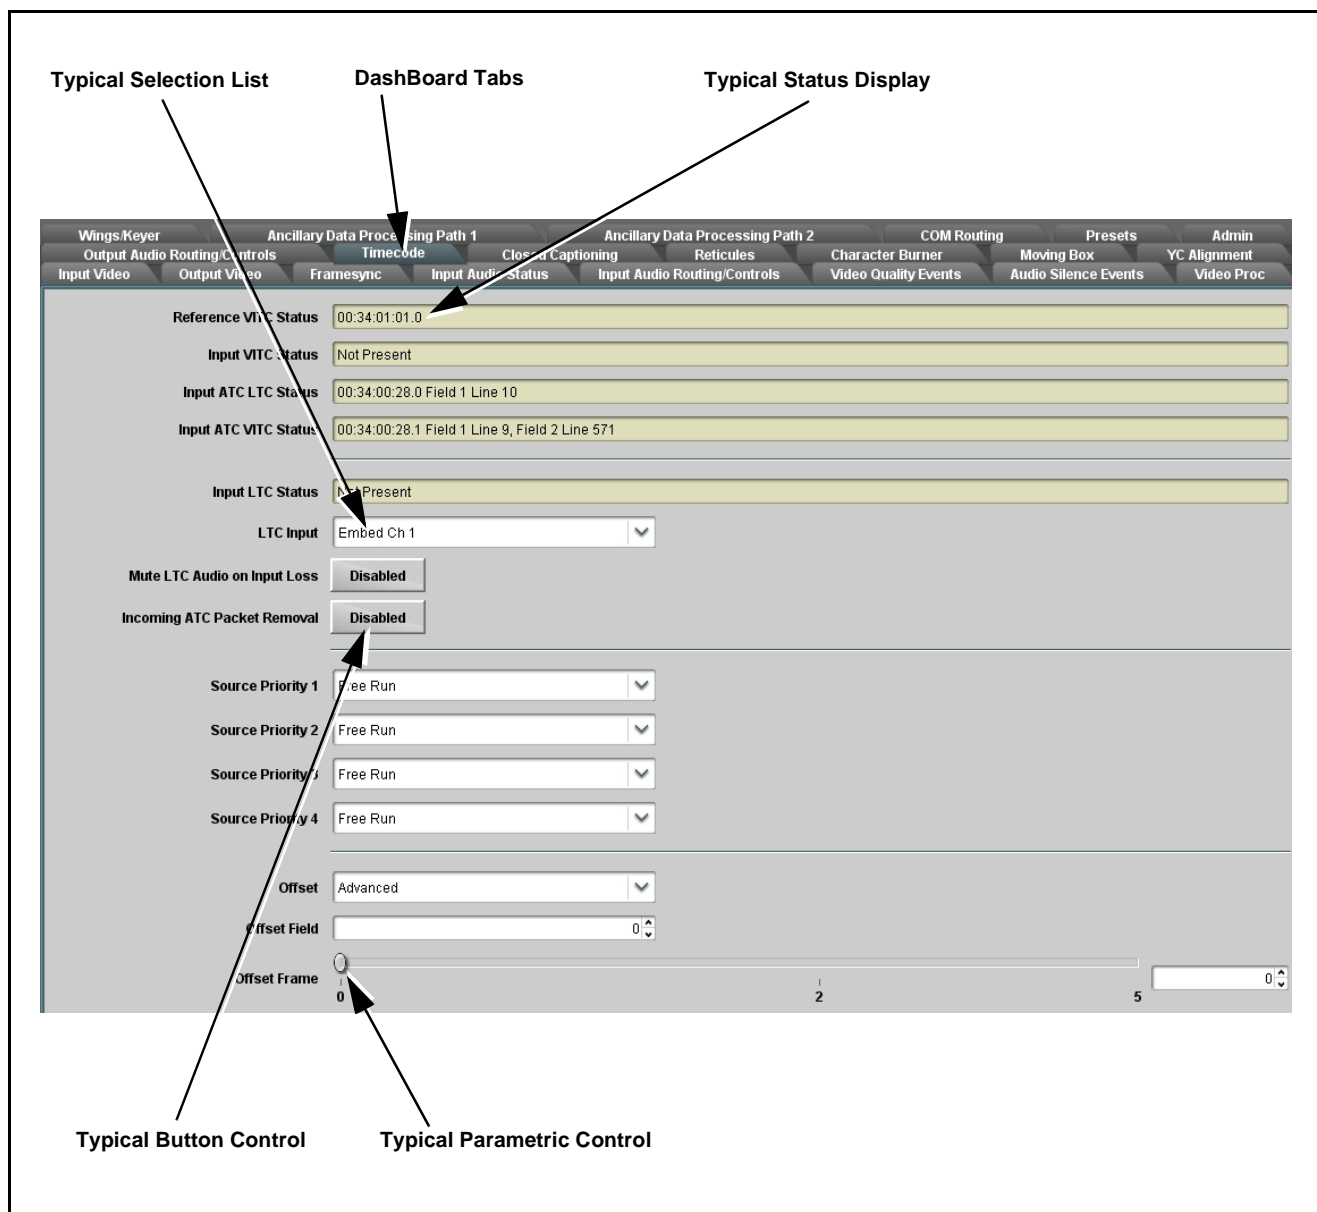 Typical Selection List DashBoard Tabs Typical Status Display
Wings/Keyer Ancillary Data Processing Path 1 Ancillary Data Processing Path 2 COM Routing Presets Admin
Output Audio Routing/Controls Timecode Closed Captioning Reticules Character Burner Moving Box YC Alignment
Input Video Output Video Framesync Input Audio Status Input Audio Routing/Controls Video Quality Events Audio Silence Events Video Proc
Reference VITC Status 00:34:01:01.0
Input VITC Status Not Present
Input ATC LTC Status 00:34:00:28.0 Field 1 Line 10
Input ATC VITC Status 00:34:00:28.1 Field 1 Line 9, Field 2 Line 571
Input LTC Status Not Present
LTC Input Embed Ch 1
Mute LTC Audio on Input Loss Disabled
Incoming ATC Packet Removal Disabled
Source Priority 1 Free Run
Source Priority 2 Free Run
Source Priority 3 Free Run
Source Priority 4 Free Run
Offset Advanced
Offset Field 0
Offset Frame 0
0 2 5
Typical Button Control Typical Parametric Control